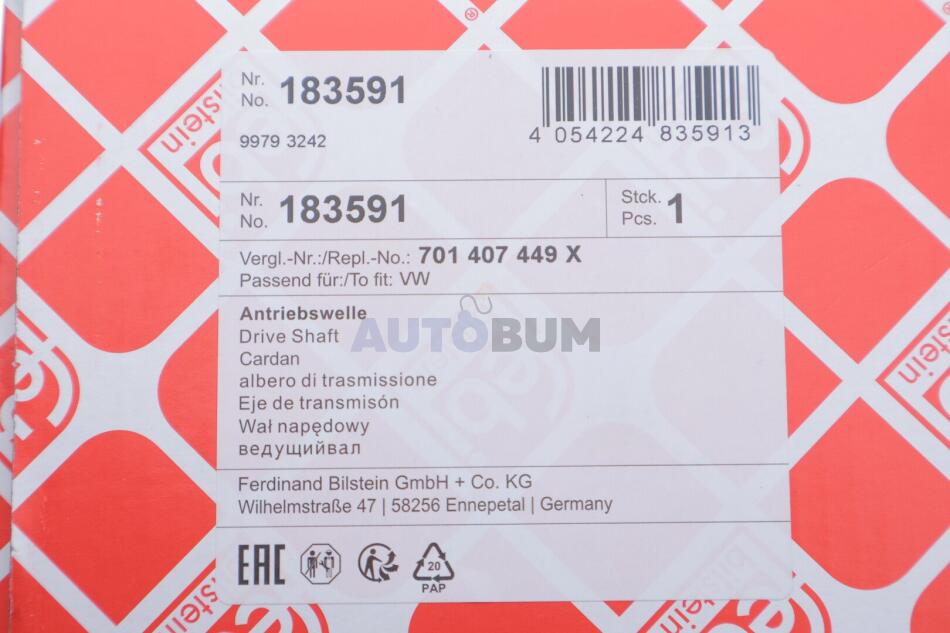 Nr.
No. 183591
9979 3242
4 054224 835913
Nr.
No. 183591
Stck.
Pcs. 1
Vergl.-Nr.:/Repl.-No.: 701 407 449 X
Passend für:/To fit: VW
Antriebswelle
Drive Shaft
Cardan
albero di trasmissione
Eje de transmisón
Wał napędowy
ведущийвал
AUTOBUM
Ferdinand Bilstein GmbH + Co. KG
Wilhelmstraße 47 | 58256 Ennepetal | Germany
EAC
20
PAP